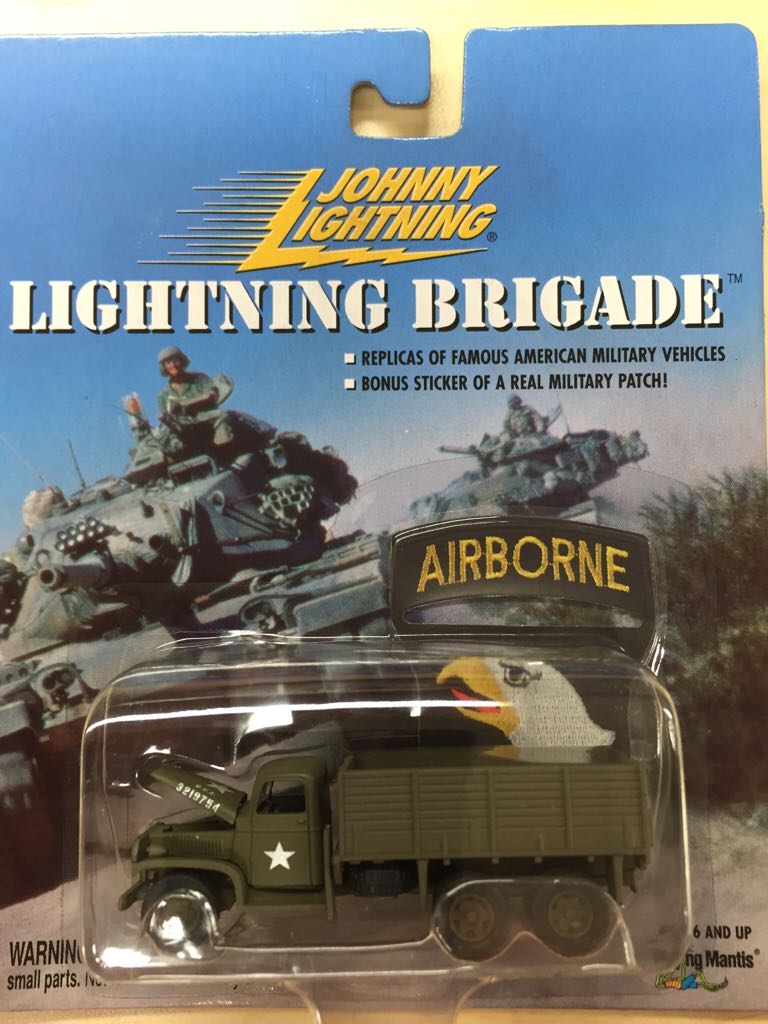 JOHNNY
LIGHTNING®
LIGHTNING BRIGADE™
REPLICAS OF FAMOUS AMERICAN MILITARY VEHICLES
BONUS STICKER OF A REAL MILITARY PATCH!
AIRBORNE
U.S.A.
3219754
6 AND UP
WARNING
ng Mantis®
small parts.